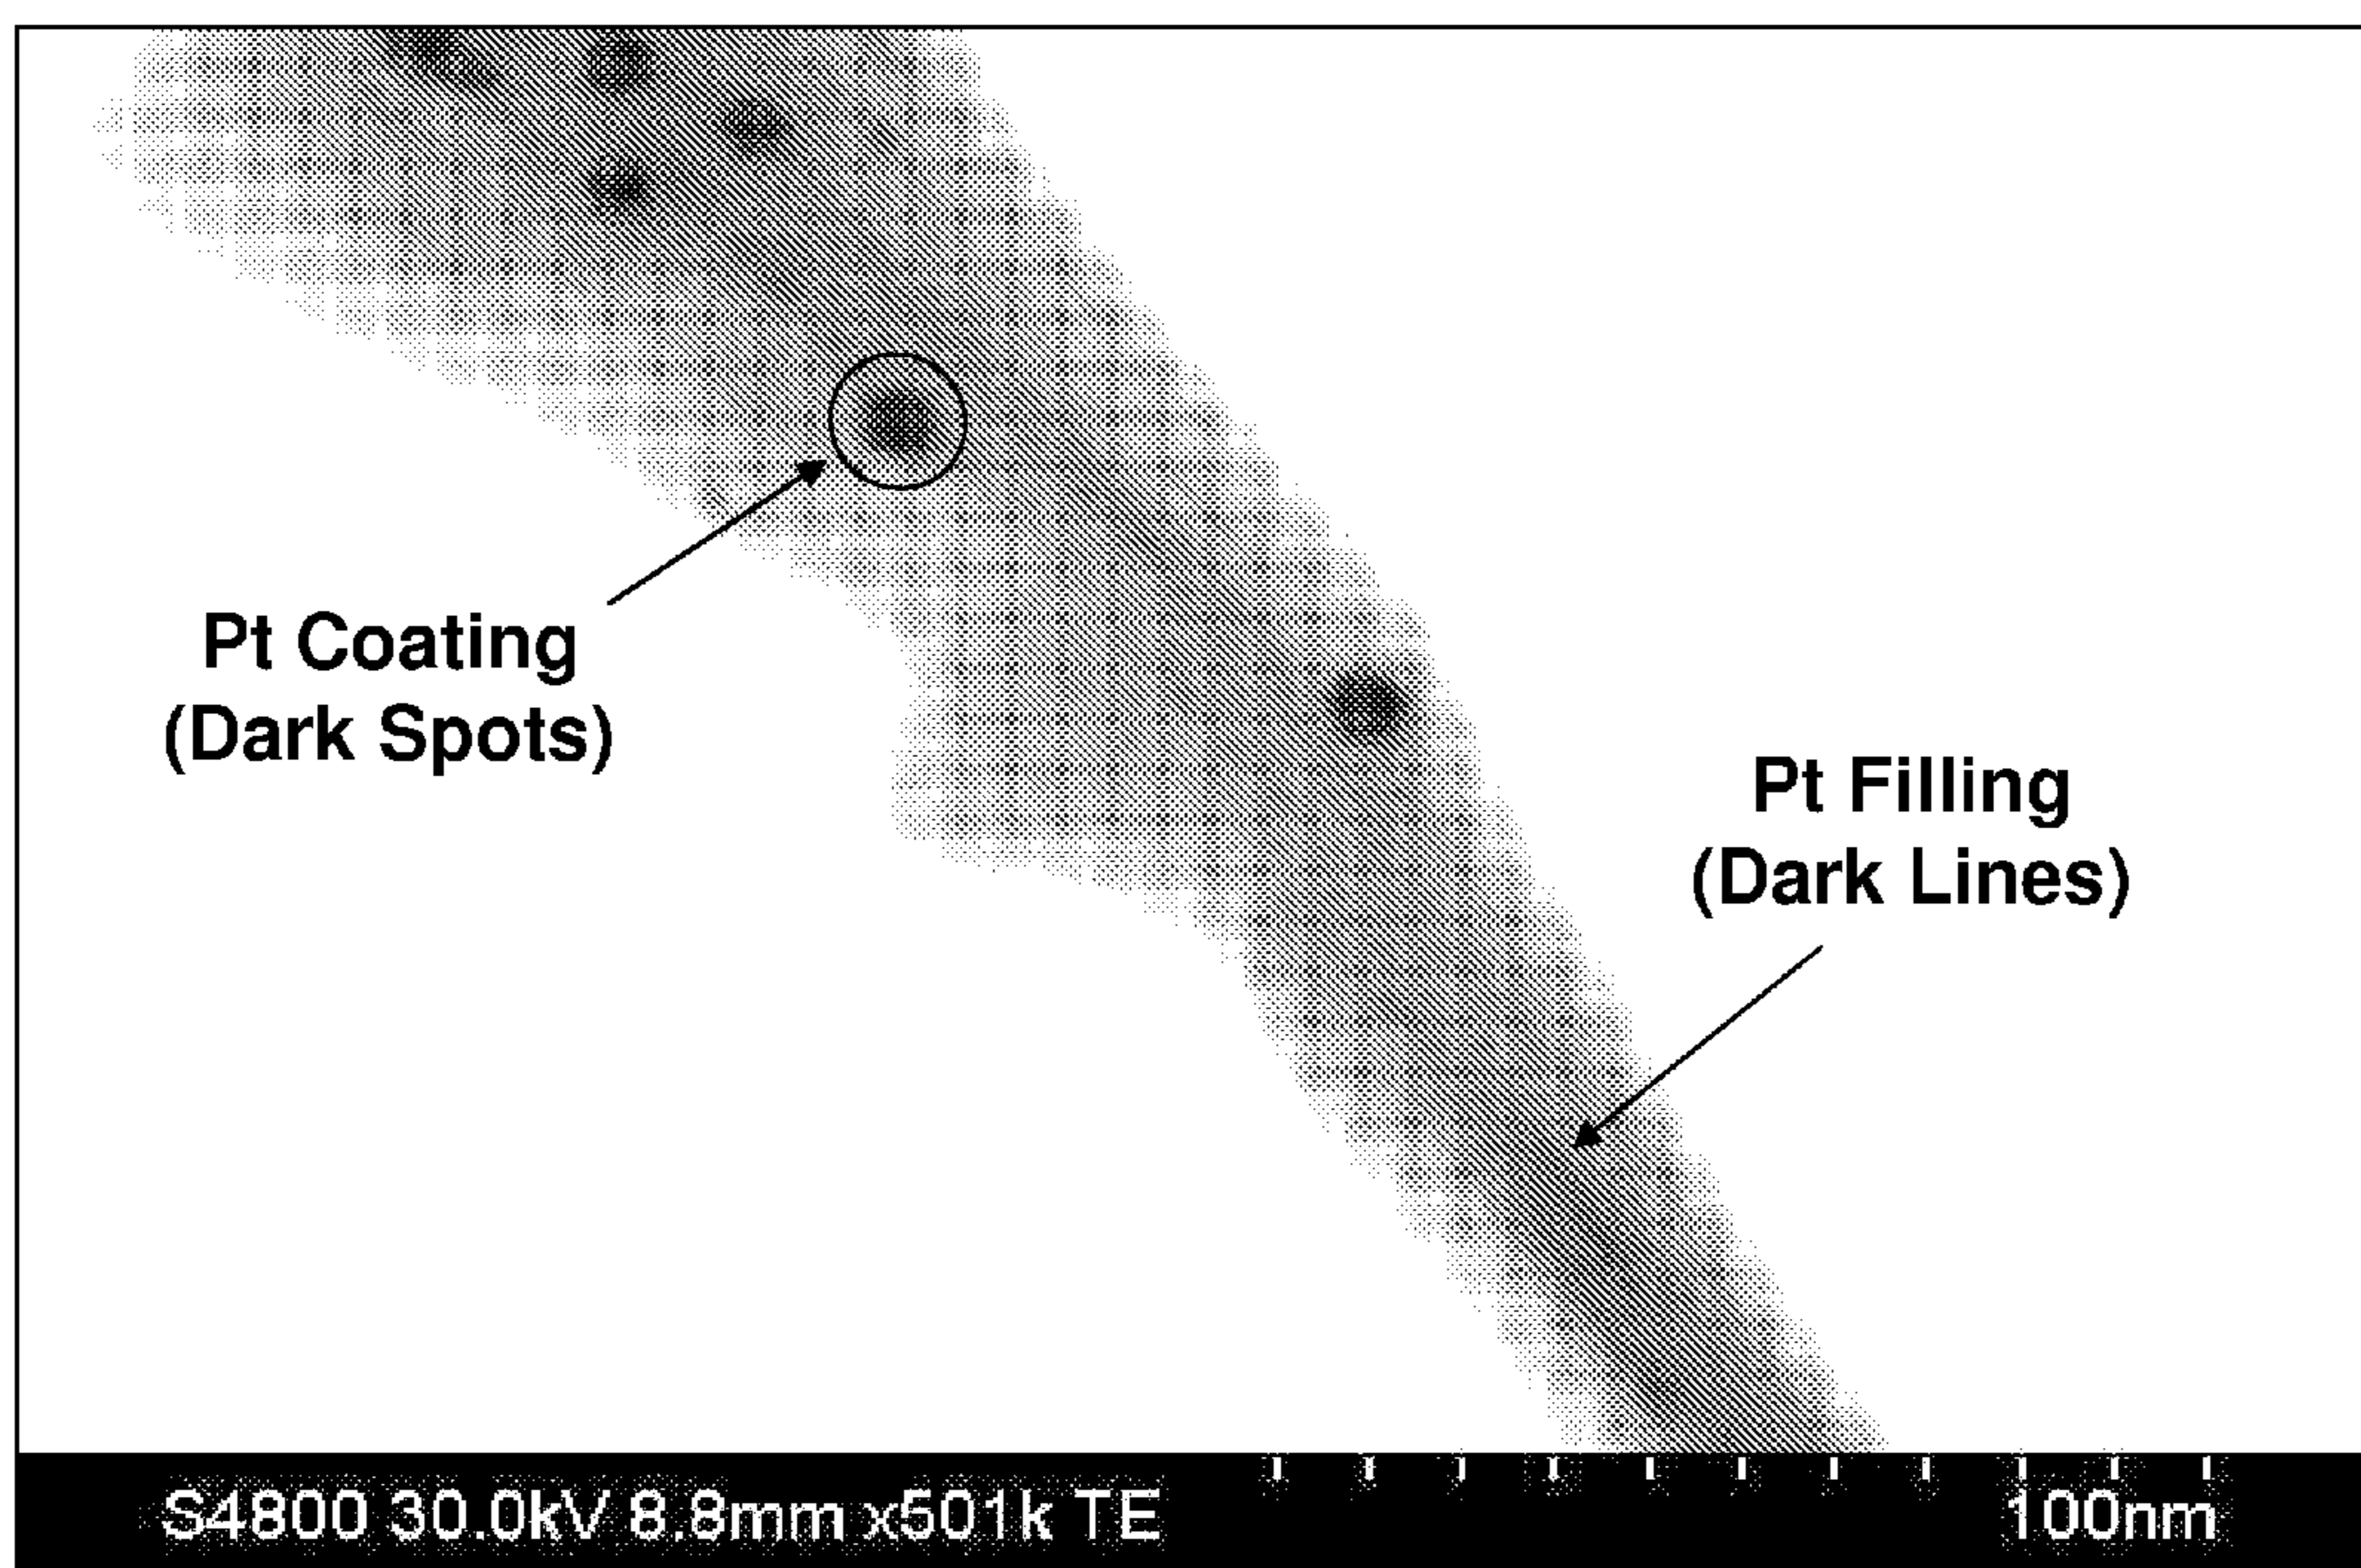 Pt Coating
(Dark Spots)
Pt Filling
(Dark Lines)
S4800 30.0kV 8.8mm x501k TE
100nm